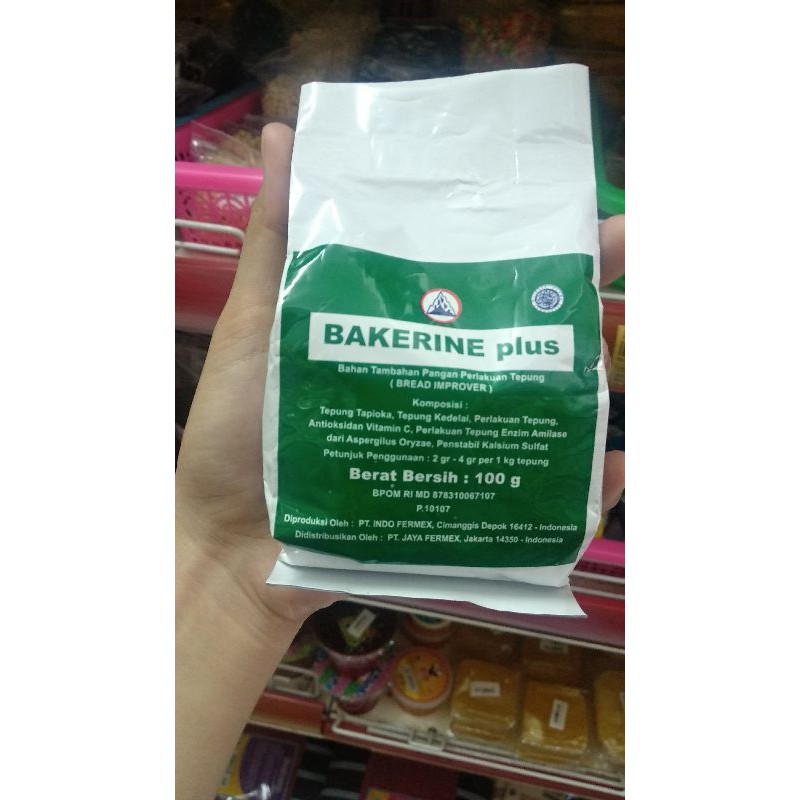 BAKERINE plus
Bahan Tambahan Pangan Perlakuan Tepung
( BREAD IMPROVER )
Komposisi :
Tepung Tapioka, Tepung Kedelai, Perlakuan Tepung,
Antioksidan Vitamin C, Perlakuan Tepung Enzim Amilase
dari Aspergilus Oryzae, Penstabil Kalsium Sulfat
Petunjuk Penggunaan : 2 gr - 4 gr per 1 kg tepung
Berat Bersih : 100 g
BPOM RI MD 878310067107
P.10107
Diproduksi Oleh : PT. INDO FERMEX, Cimanggis Depok 16412 - Indonesia
Didistribusikan Oleh : PT. JAYA FERMEX, Jakarta 14350 - Indonesia